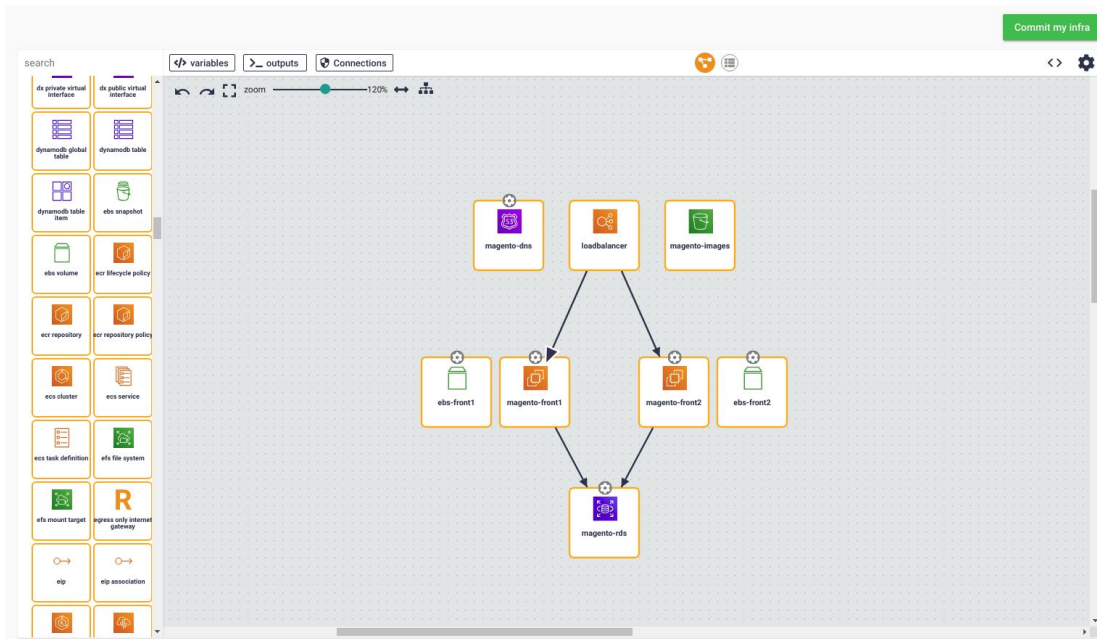 Commit my infra
search
</> variables
>_ outputs
Connections
< >
zoom
120%
dx private virtual
interface
dx public virtual
interface
dynamodb global
table
dynamodb table
dynamodb table
item
ebs snapshot
ebs volume
ecr lifecycle policy
ecr repository
ecr repository policy
ecs cluster
ecs service
ecs task definition
efs file system
efs mount target
R
egress only internet
gateway
eip
eip association
53
magento-dns
loadbalancer
magento-images
ebs-front1
magento-front1
magento-front2
ebs-front2
magento-rds